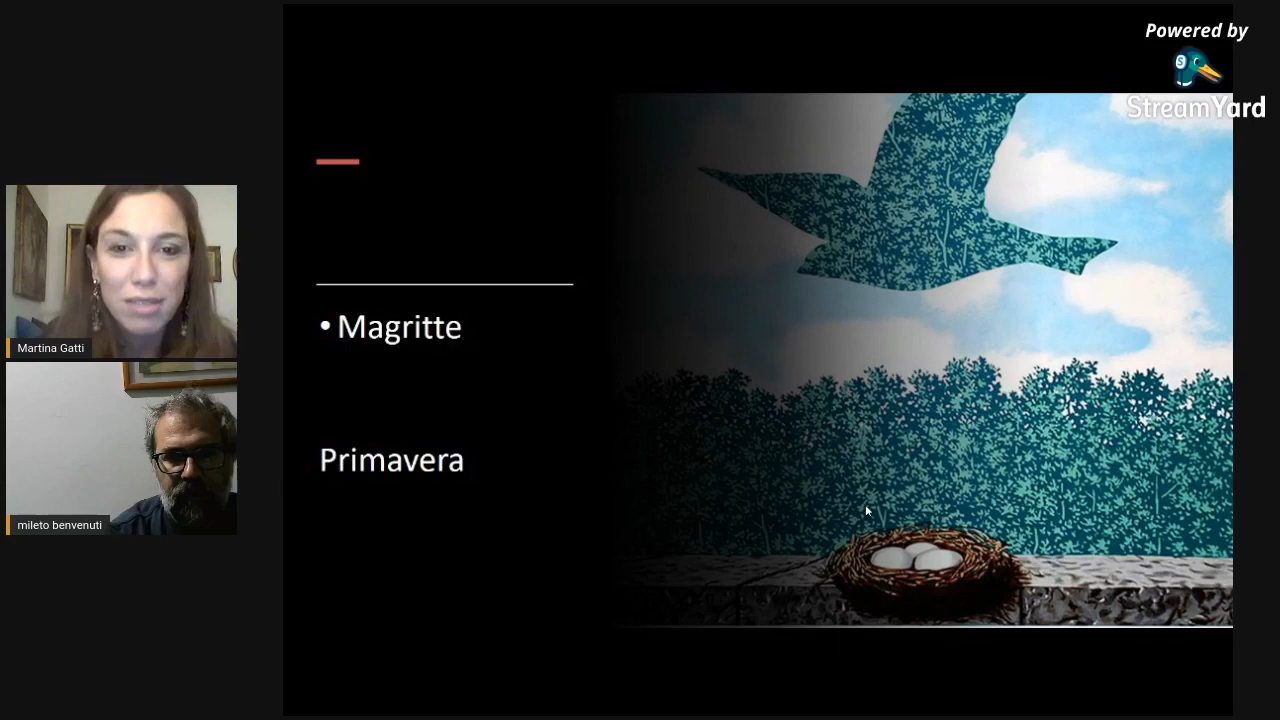 Powered by
StreamYard
• Magritte
Primavera
Martina Gatti
mileto benvenuti